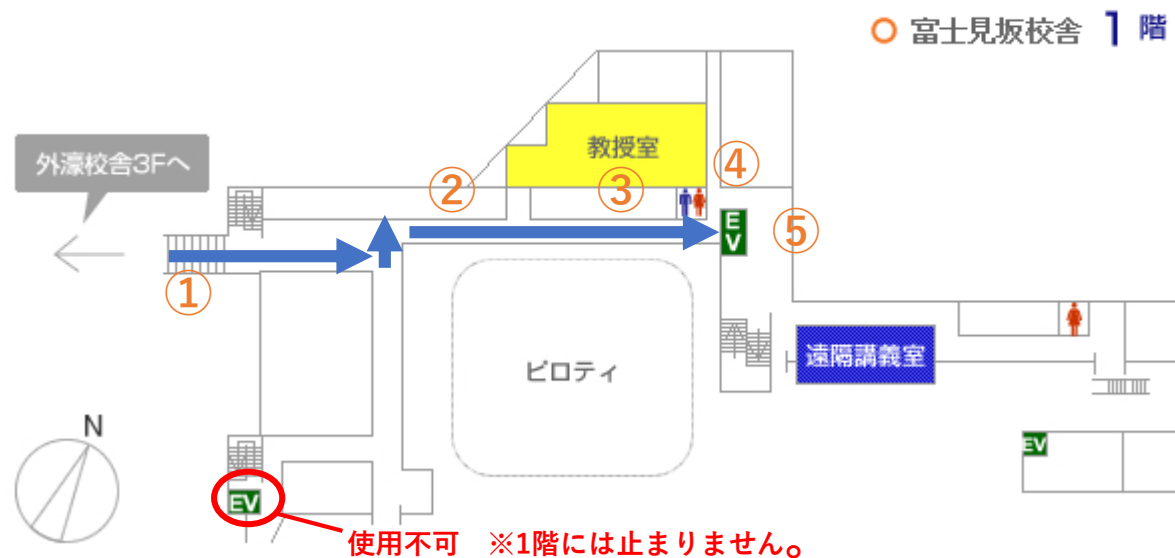 富士見坂校舎 1階
外濠校舎3Fへ
教授室
④
②
③
EV
⑤
①
ピロティ
遠隔講義室
N
EV
EV
使用不可 ※1階には止まりません。